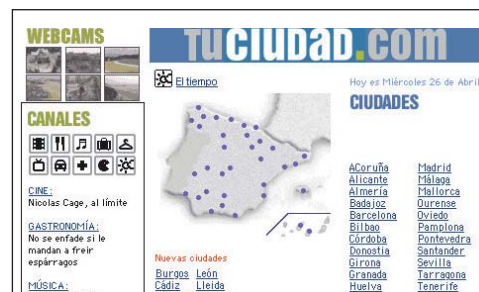 WEBCAMS
TUCIUDAD.com
El tiempo
Hoy es Miércoles 26 de Abril
CIUDADES
CANALES
CINE:
Nicolas Cage, al límite
GASTRONOMÍA:
No se enfade si le
mandan a freir
espárragos
MÚSICA:
Nuevas ciudades
Burgos León
Cádiz Lleida
ACoruña Madrid
Alicante Málaga
Almería Mallorca
Badajoz Ourense
Barcelona Oviedo
Bilbao Pamplona
Córdoba Pontevedra
Donostia Santander
Girona Sevilla
Granada Tarragona
Huelva Tenerife